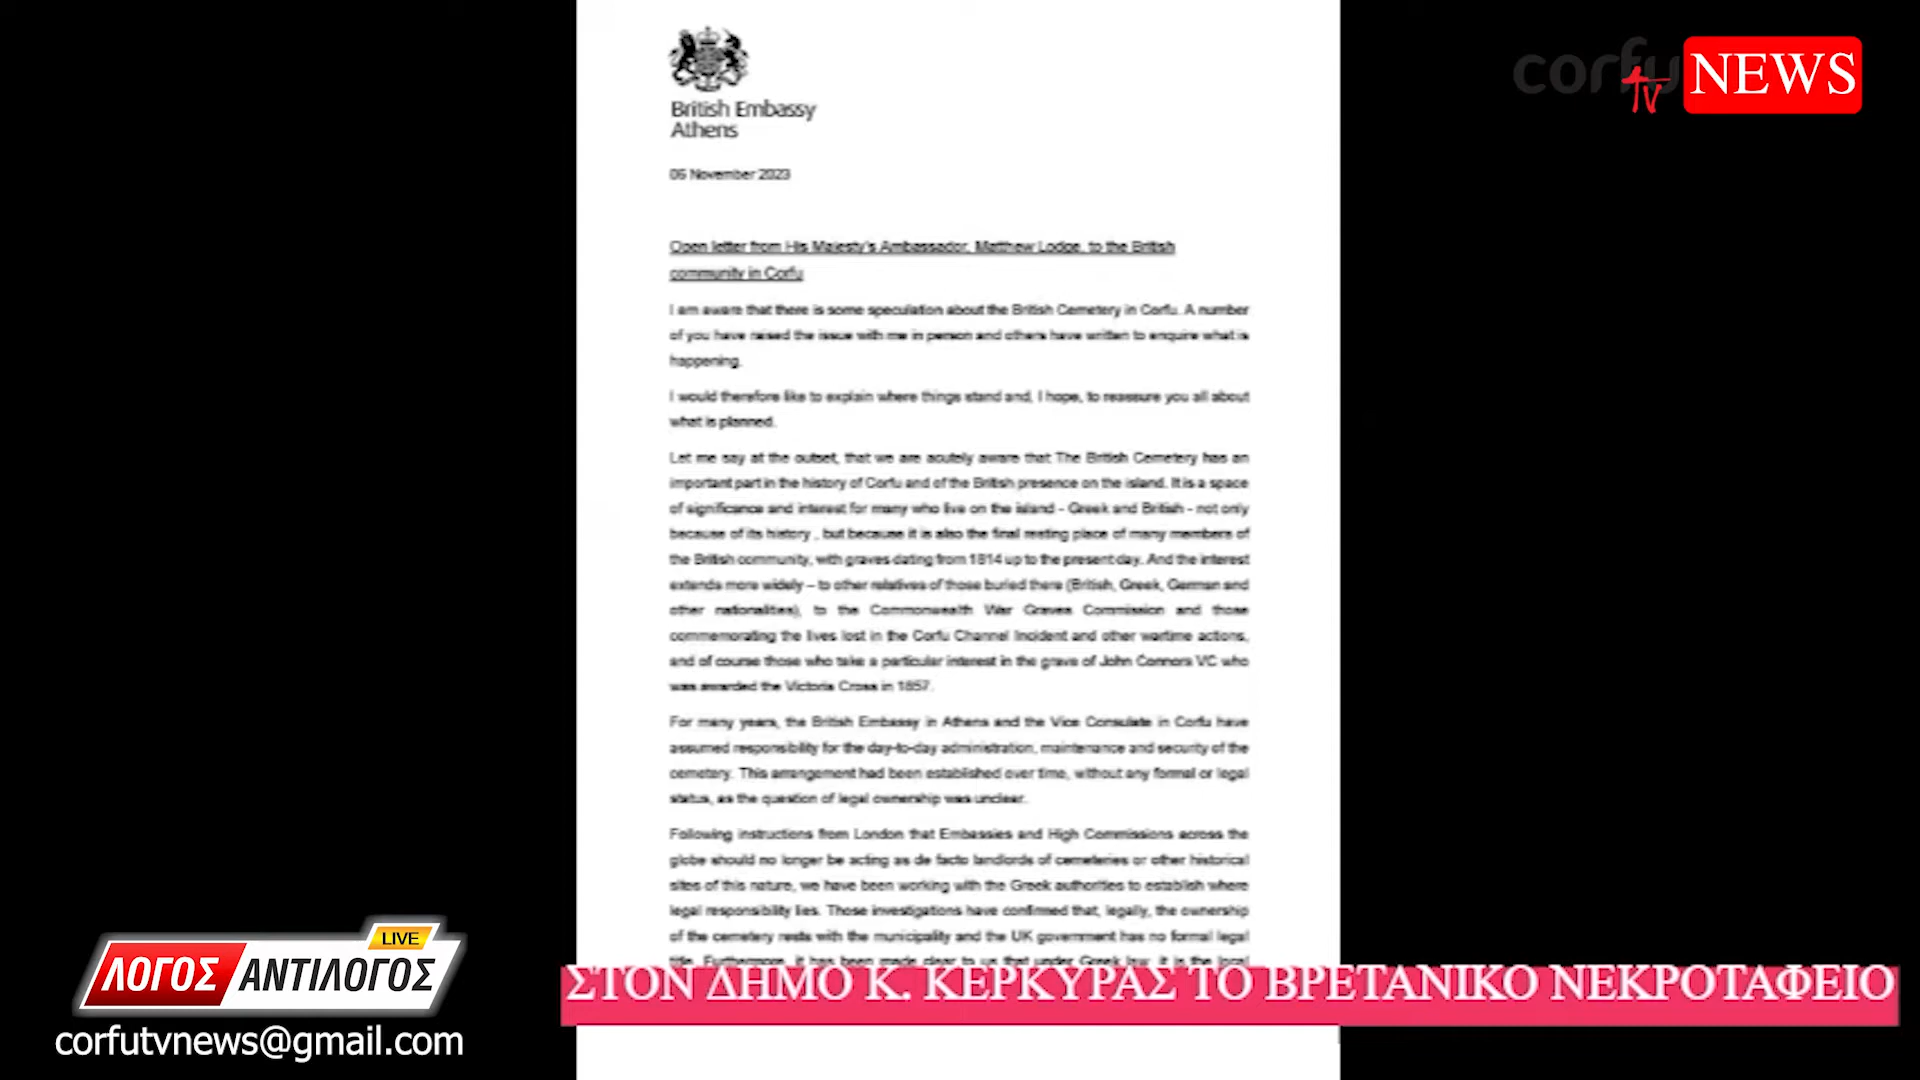 corfu
tv NEWS
British Embassy
Athens
06 November 2023
Open letter from His Majesty's Ambassador, Matthew Lodge, to the British
community in Corfu
I am aware that there is some speculation about the British Cemetery in Corfu. A number
of you have raised the issue with me in person and others have written to enquire what is
happening.
I would therefore like to explain where things stand and, I hope, to reassure you all about
what is planned.
Let me say at the outset, that we are acutely aware that The British Cemetery has an
important part in the history of Corfu and of the British presence on the island. It is a space
of significance and interest for many who live on the island - Greek and British - not only
because of its history , but because it is also the final resting place of many members of
the British community, with graves dating from 1814 up to the present day. And the interest
extends more widely – to other relatives of those buried there (British, Greek, German and
other nationalities), to the Commonwealth War Graves Commission and those
commemorating the lives lost in the Corfu Channel Incident and other wartime actions,
and of course those who take a particular interest in the grave of John Connors VC who
was awarded the Victoria Cross in 1857.
For many years, the British Embassy in Athens and the Vice Consulate in Corfu have
assumed responsibility for the day-to-day administration, maintenance and security of the
cemetery. This arrangement had been established over time, without any formal or legal
status, as the question of legal ownership was unclear.
Following instructions from London that Embassies and High Commissions across the
globe should no longer be acting as de facto landlords of cemeteries or other historical
sites of this nature, we have been working with the Greek authorities to establish where
legal responsibility lies. Those investigations have confirmed that, legally, the ownership
of the cemetery rests with the municipality and the UK government has no formal legal
title. Furthermore, it has been made clear to us that under Greek law, it is the local
ΣΤΟΝ ΔΗΜΟ Κ. ΚΕΡΚΥΡΑΣ ΤΟ ΒΡΕΤΑΝΙΚΟ ΝΕΚΡΟΤΑΦΕΙΟ
LIVE
ΛΟΓΟΣ ΑΝΤΙΛΟΓΟΣ
corfutvnews@gmail.com